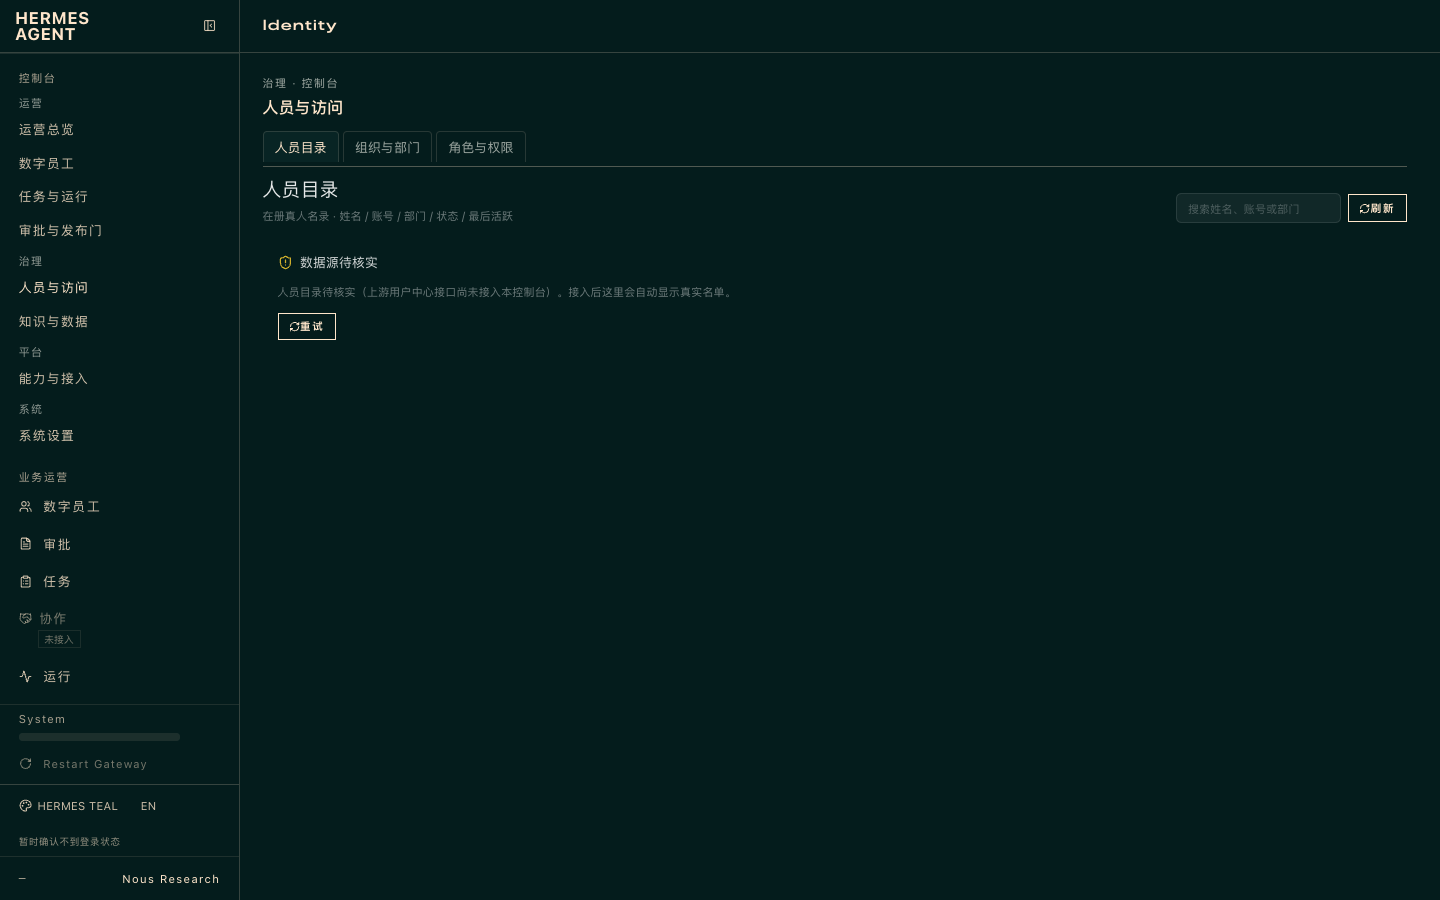 HERMES
AGENT
控制台
运营
运营总览
数字员工
任务与运行
审批与发布门
治理
人员与访问
知识与数据
平台
能力与接入
系统
系统设置
业务运营
数字员工
审批
任务
协作
未接入
运行
System
Restart Gateway
HERMES TEAL EN
暂时确认不到登录状态
– Nous Research
Identity
治理 · 控制台
人员与访问
人员目录 组织与部门 角色与权限
人员目录
在册真人名录 · 姓名 / 账号 / 部门 / 状态 / 最后活跃
搜索姓名、账号或部门 刷新
数据源待核实
人员目录待核实（上游用户中心接口尚未接入本控制台）。接入后这里会自动显示真实名单。
重试